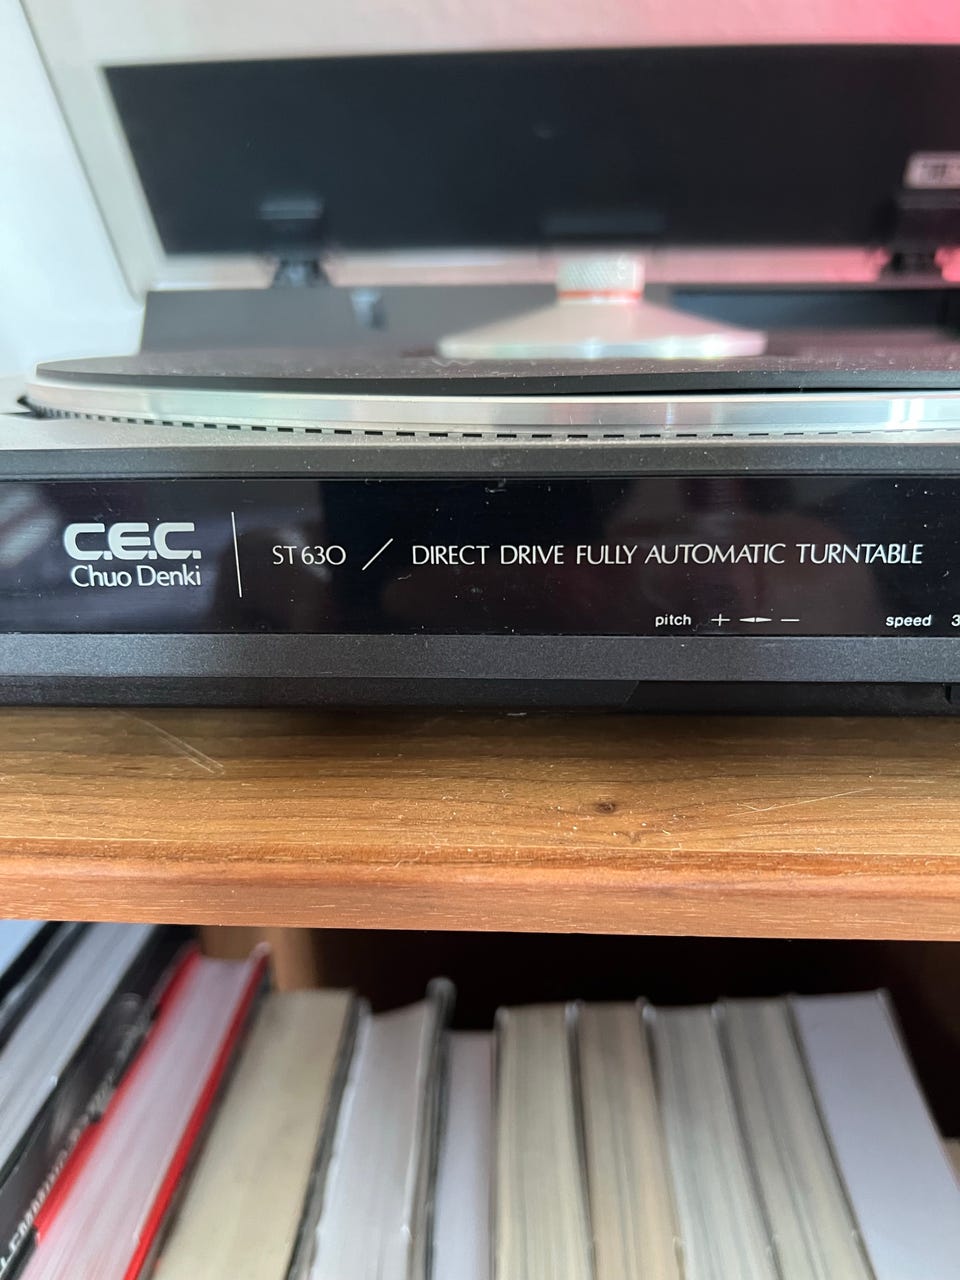 C.E.C.
Chuo Denki
ST 630 / DIRECT DRIVE FULLY AUTOMATIC TURNTABLE
pitch + − speed